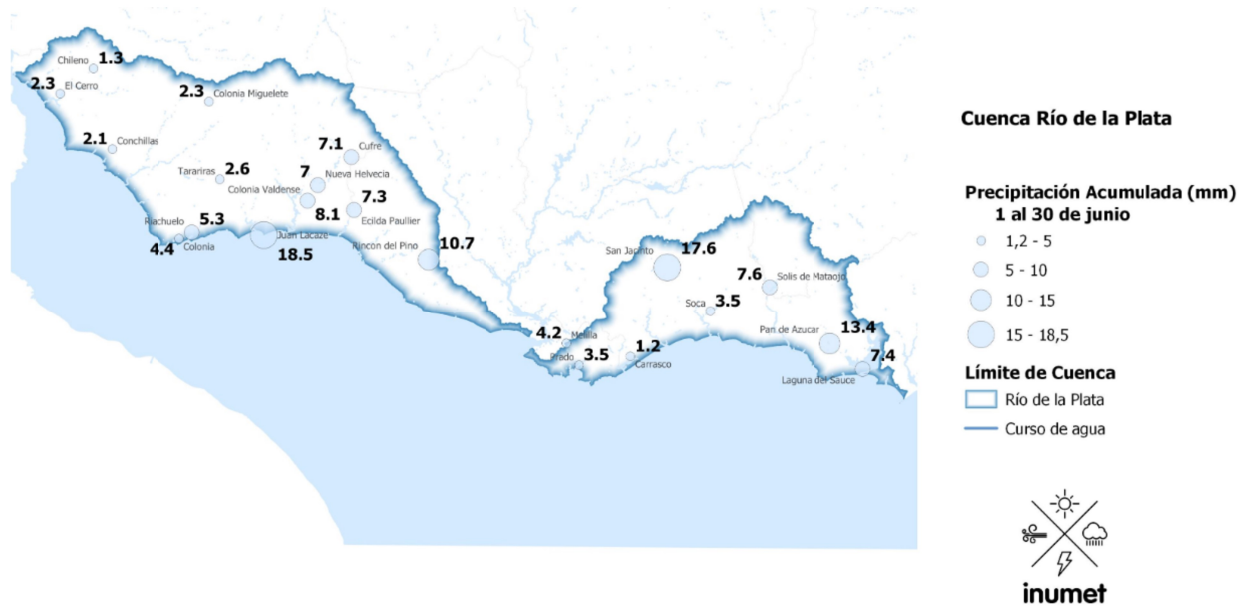 Chileno 1.3
2.3 El Cerro
2.3 Colonia Miguelete
2.1 Conchillas
7.1 Cufre
Tarariras 2.6
7 Nueva Helvecia
Colonia Valdense 8.1
7.3 Ecilda Paullier
Riachuelo 5.3
4.4 Colonia
Juan Lacaze
18.5
Rincon del Pino 10.7
San Jacinto 17.6
7.6 Solis de Mataojo
Soca 3.5
Pan de Azucar 13.4
4.2 Melilla
Prado 3.5
1.2
Carrasco
7.4
Laguna del Sauce
Cuenca Río de la Plata
Precipitación Acumulada (mm)
1 al 30 de junio
1,2 - 5
5 - 10
10 - 15
15 - 18,5
Límite de Cuenca
Río de la Plata
Curso de agua
inumet